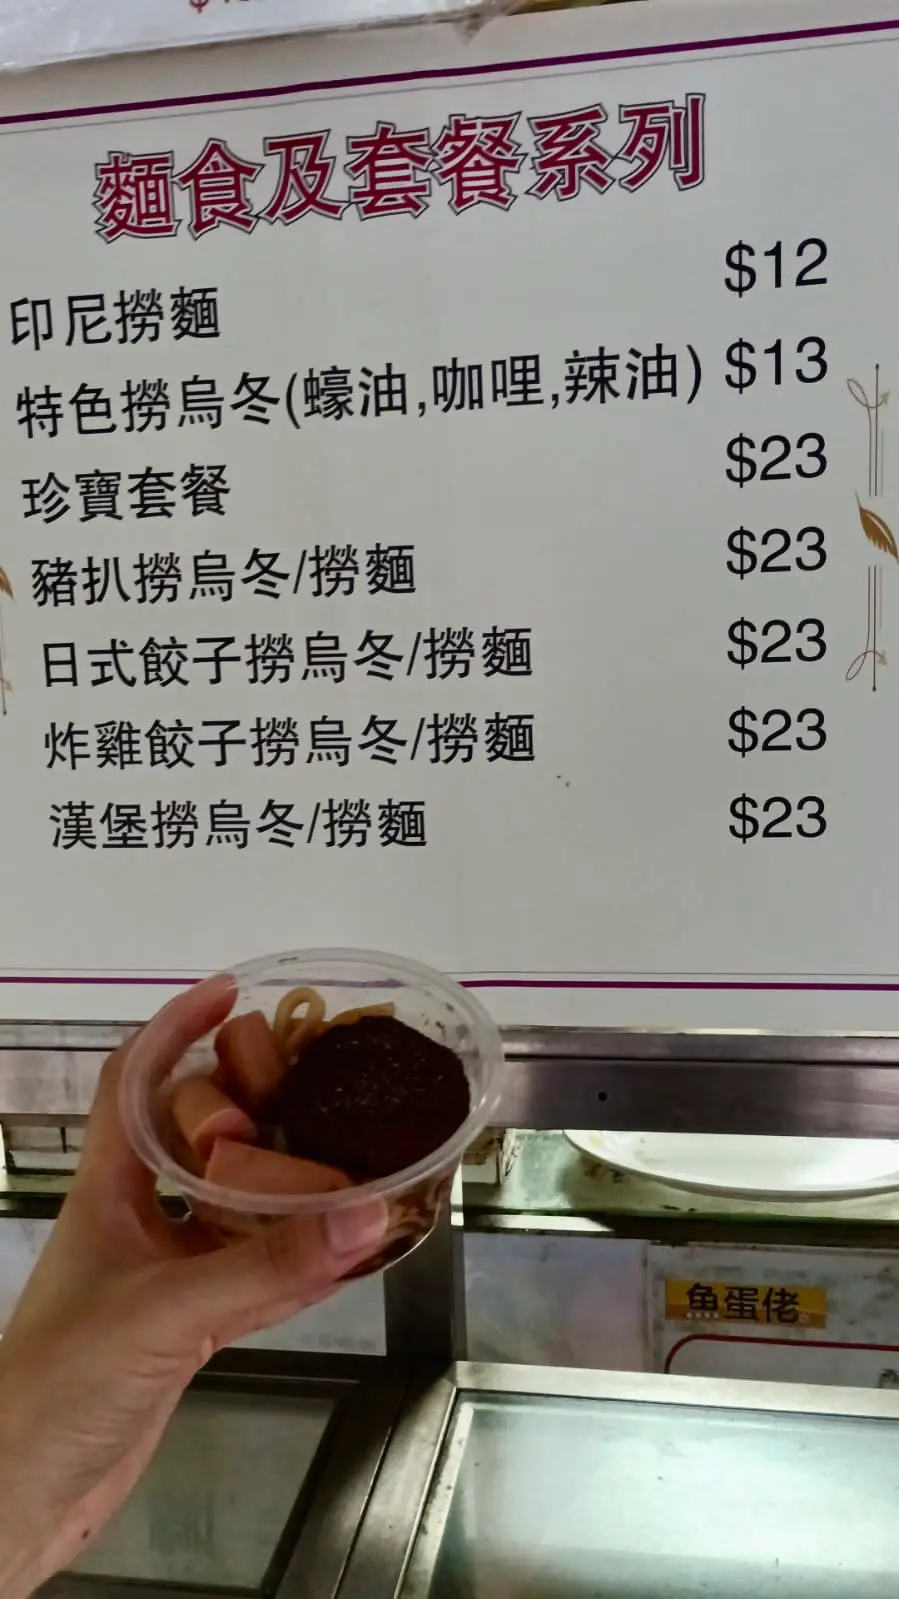 麵食及套餐系列
印尼撈麵 $12
特色撈烏冬(蠔油,咖哩,辣油) $13
珍寶套餐 $23
豬扒撈烏冬/撈麵 $23
日式餃子撈烏冬/撈麵 $23
炸雞餃子撈烏冬/撈麵 $23
漢堡撈烏冬/撈麵 $23
鱼蛋佬